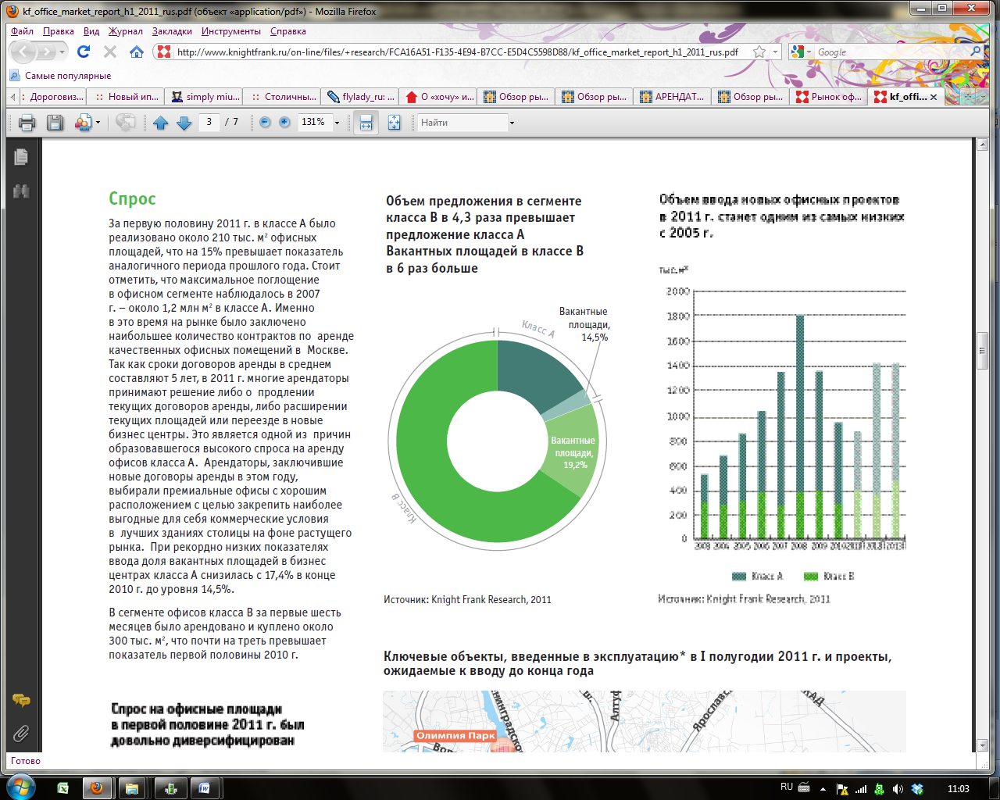 kf_office_market_report_h1_2011_rus.pdf (объект «application/pdf») - Mozilla Firefox
Файл Правка Вид Журнал Закладки Инструменты Справка
http://www.knightfrank.ru/on-line/files/+research/FCA16A51-F135-4E94-B7CC-E5D4C5598D88/kf_office_market_report_h1_2011_rus.pdf
Google
Самые популярные
Дороговиз... Новый ип... simply miu... Столичны... flylady_ru: ... О «хочу» и... Обзор ры... Обзор ры... АРЕНДАТ... Обзор ры... Рынок оф... kf_offi...
3 / 7 131% Найти
Спрос
За первую половину 2011 г. в классе А было
реализовано около 210 тыс. м² офисных
площадей, что на 15% превышает показатель
аналогичного периода прошлого года. Стоит
отметить, что максимальное поглощение
в офисном сегменте наблюдалось в 2007
г. – около 1,2 млн м² в классе А. Именно
в это время на рынке было заключено
наибольшее количество контрактов по аренде
качественных офисных помещений в Москве.
Так как сроки договоров аренды в среднем
составляют 5 лет, в 2011 г. многие арендаторы
принимают решение либо о продлении
текущих договоров аренды, либо расширении
текущих площадей или переезде в новые
бизнес центры. Это является одной из причин
образовавшегося высокого спроса на аренду
офисов класса А. Арендаторы, заключившие
новые договоры аренды в этом году,
выбирали премиальные офисы с хорошим
расположением с целью закрепить наиболее
выгодные для себя коммерческие условия
в лучших зданиях столицы на фоне растущего
рынка. При рекордно низких показателях
ввода доля вакантных площадей в бизнес
центрах класса А снизилась с 17,4% в конце
2010 г. до уровня 14,5%.
В сегменте офисов класса В за первые шесть
месяцев было арендовано и куплено около
300 тыс. м², что почти на треть превышает
показатель первой половины 2010 г.
Спрос на офисные площади
в первой половине 2011 г. был
довольно диверсифицирован
Объем предложения в сегменте
класса В в 4,3 раза превышает
предложение класса А
Вакантных площадей в классе В
в 6 раз больше
Класс А
Вакантные
площади,
14,5%
Вакантные
площади,
19,2%
Класс В
Источник: Knight Frank Research, 2011
Объем ввода новых офисных проектов
в 2011 г. станет одним из самых низких
с 2005 г.
тыс. м²
2000
1800
1600
1400
1200
1000
800
600
400
200
0
2003 2004 2005 2006 2007 2008 2009 2010 2011 2012 2013
Класс А Класс В
Источник: Knight Frank Research, 2011
Ключевые объекты, введенные в эксплуатацию* в I полугодии 2011 г. и проекты,
ожидаемые к вводу до конца года
Олимпия Парк
Готово
RU 11:03